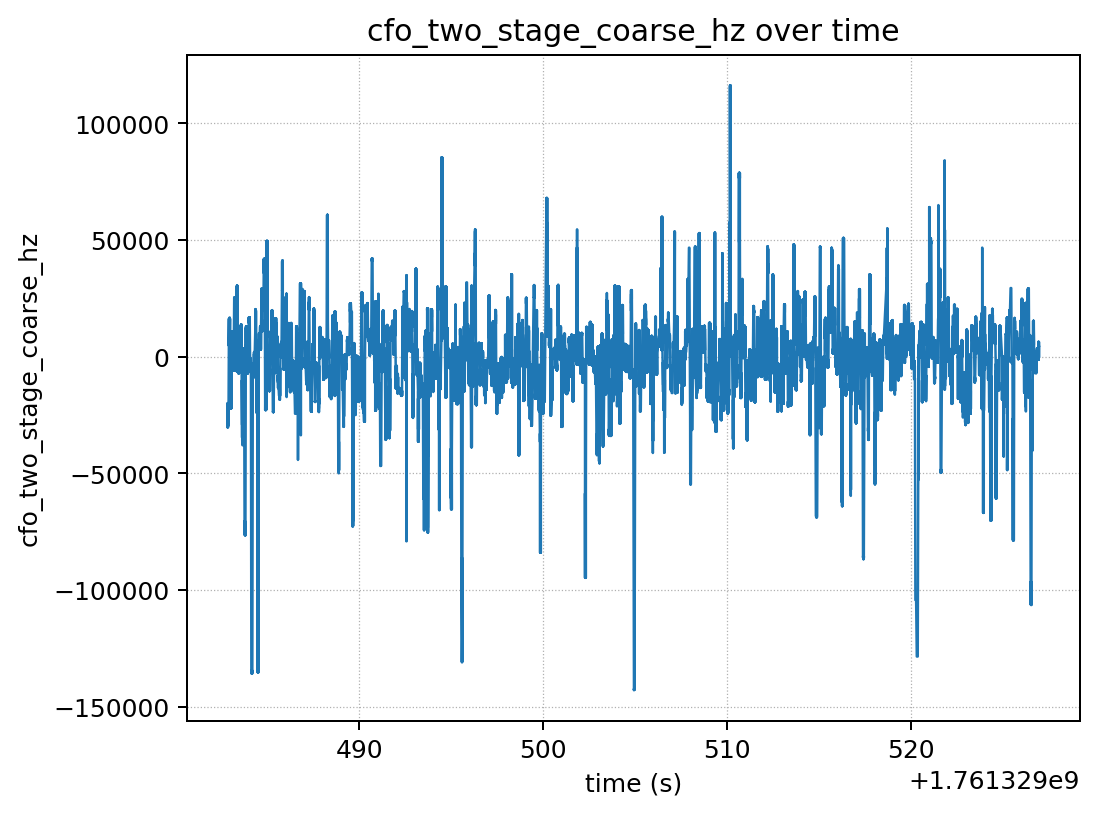 cfo_two_stage_coarse_hz over time
cfo_two_stage_coarse_hz
100000
50000
0
−50000
−100000
−150000
490
500
510
520
time (s)
+1.761329e9